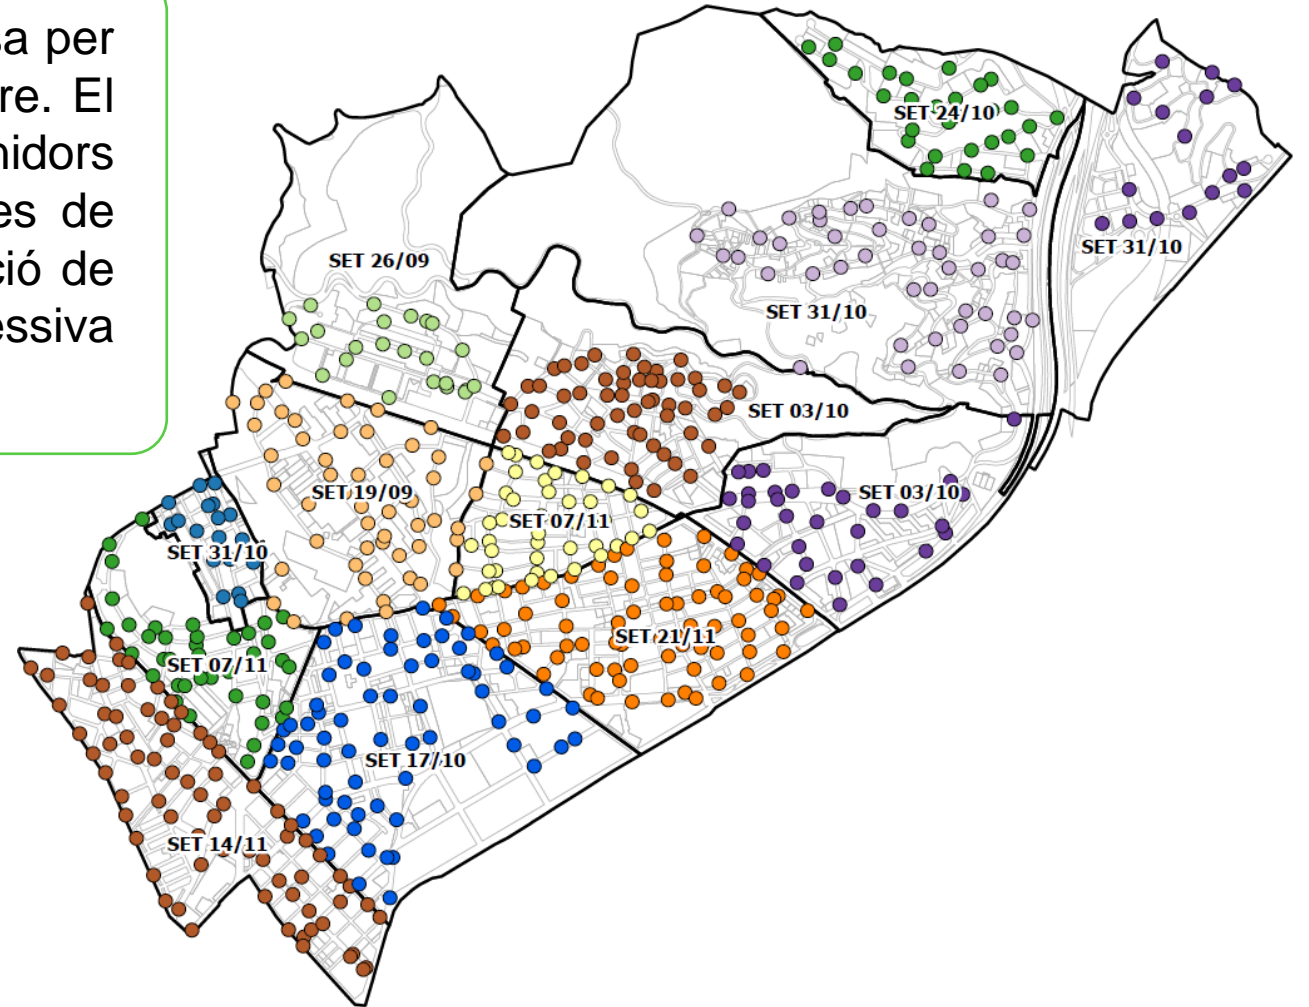 sa per
re. El
nidors
es de
ció de
essiva
SET 24/10
SET 31/10
SET 26/09
SET 31/10
SET 03/10
SET 19/09
SET 03/10
SET 07/11
SET 31/10
SET 21/11
SET 07/11
SET 17/10
SET 14/11